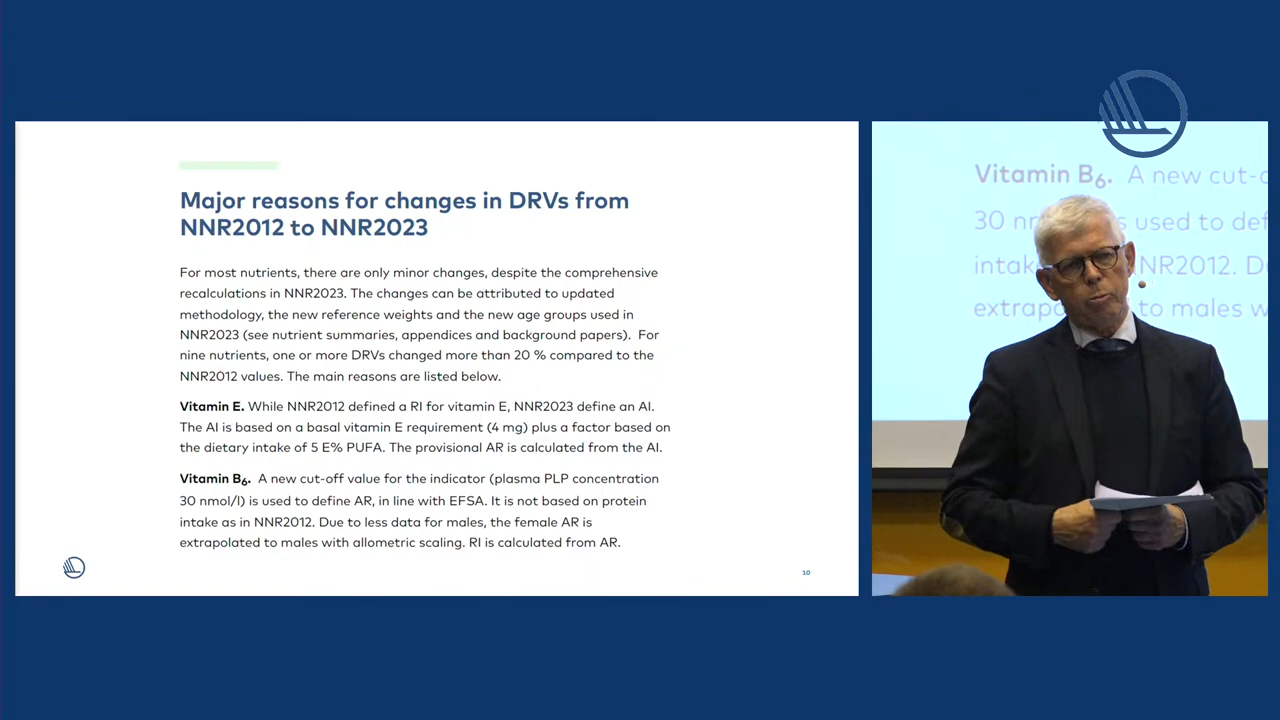 Major reasons for changes in DRVs from
NNR2012 to NNR2023
For most nutrients, there are only minor changes, despite the comprehensive
recalculations in NNR2023. The changes can be attributed to updated
methodology, the new reference weights and the new age groups used in
NNR2023 (see nutrient summaries, appendices and background papers).  For
nine nutrients, one or more DRVs changed more than 20 % compared to the
NNR2012 values. The main reasons are listed below.
Vitamin E. While NNR2012 defined a RI for vitamin E, NNR2023 define an AI.
The AI is based on a basal vitamin E requirement (4 mg) plus a factor based on
the dietary intake of 5 E% PUFA. The provisional AR is calculated from the AI.
Vitamin B₆.  A new cut-off value for the indicator (plasma PLP concentration
30 nmol/l) is used to define AR, in line with EFSA. It is not based on protein
intake as in NNR2012. Due to less data for males, the female AR is
extrapolated to males with allometric scaling. RI is calculated from AR.
10
Vitamin B₆.  A new cut-o
30 nm s used to def
intak NNR2012. Du
extrap to males w